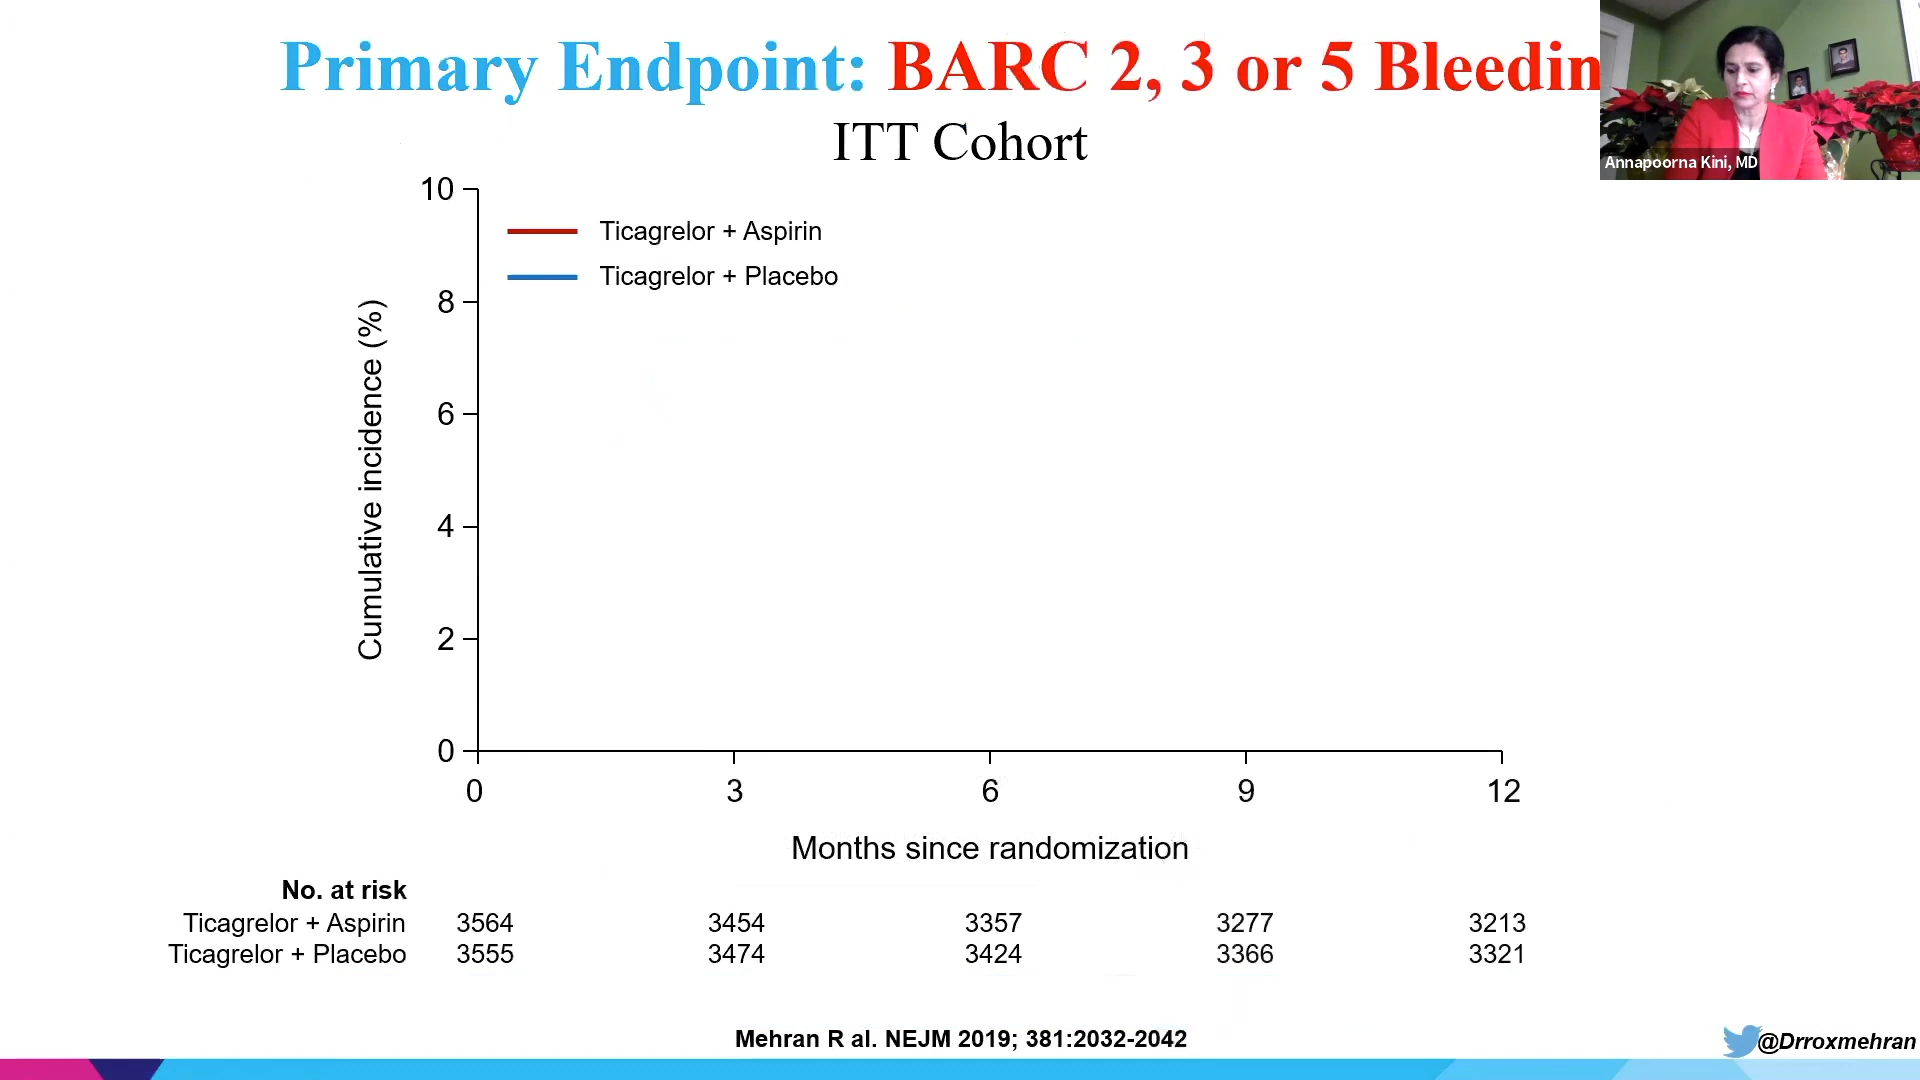 Primary Endpoint: BARC 2, 3 or 5 Bleedin
ITT Cohort
Annapoorna Kini, MD
Ticagrelor + Aspirin
Ticagrelor + Placebo
Cumulative incidence (%)
10
8
6
4
2
0
0 3 6 9 12
Months since randomization
No. at risk
Ticagrelor + Aspirin 3564 3454 3357 3277 3213
Ticagrelor + Placebo 3555 3474 3424 3366 3321
Mehran R al. NEJM 2019; 381:2032-2042
@Drroxmehran